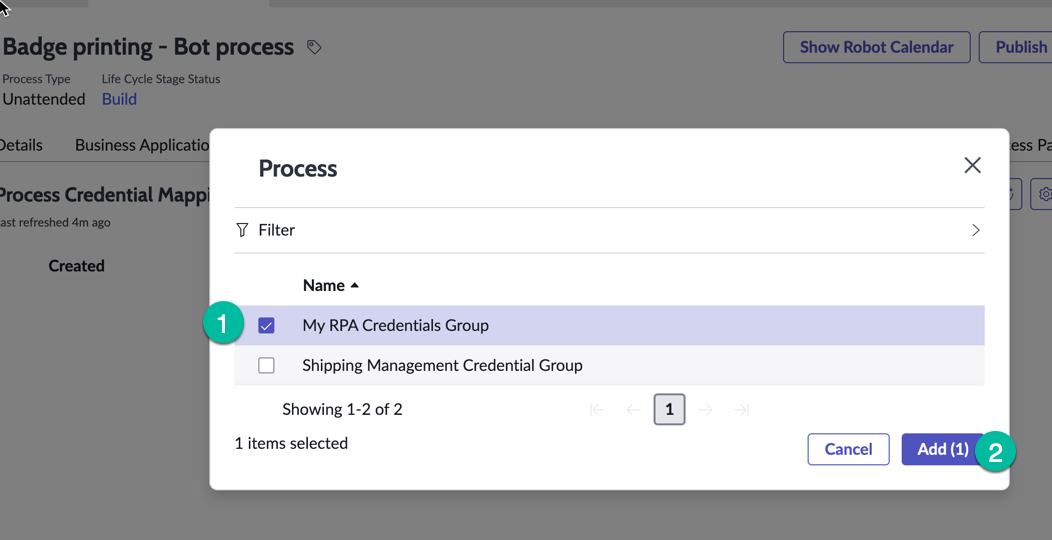 Badge printing - Bot process
Show Robot Calendar
Publish
Process Type
Life Cycle Stage Status
Unattended
Build
Details
Business Applicatio
ess Pa
Process
Process Credential Mappi
ast refreshed 4m ago
Filter
Created
Name
1
My RPA Credentials Group
Shipping Management Credential Group
Showing 1-2 of 2
1
1 items selected
Cancel
Add (1)
2